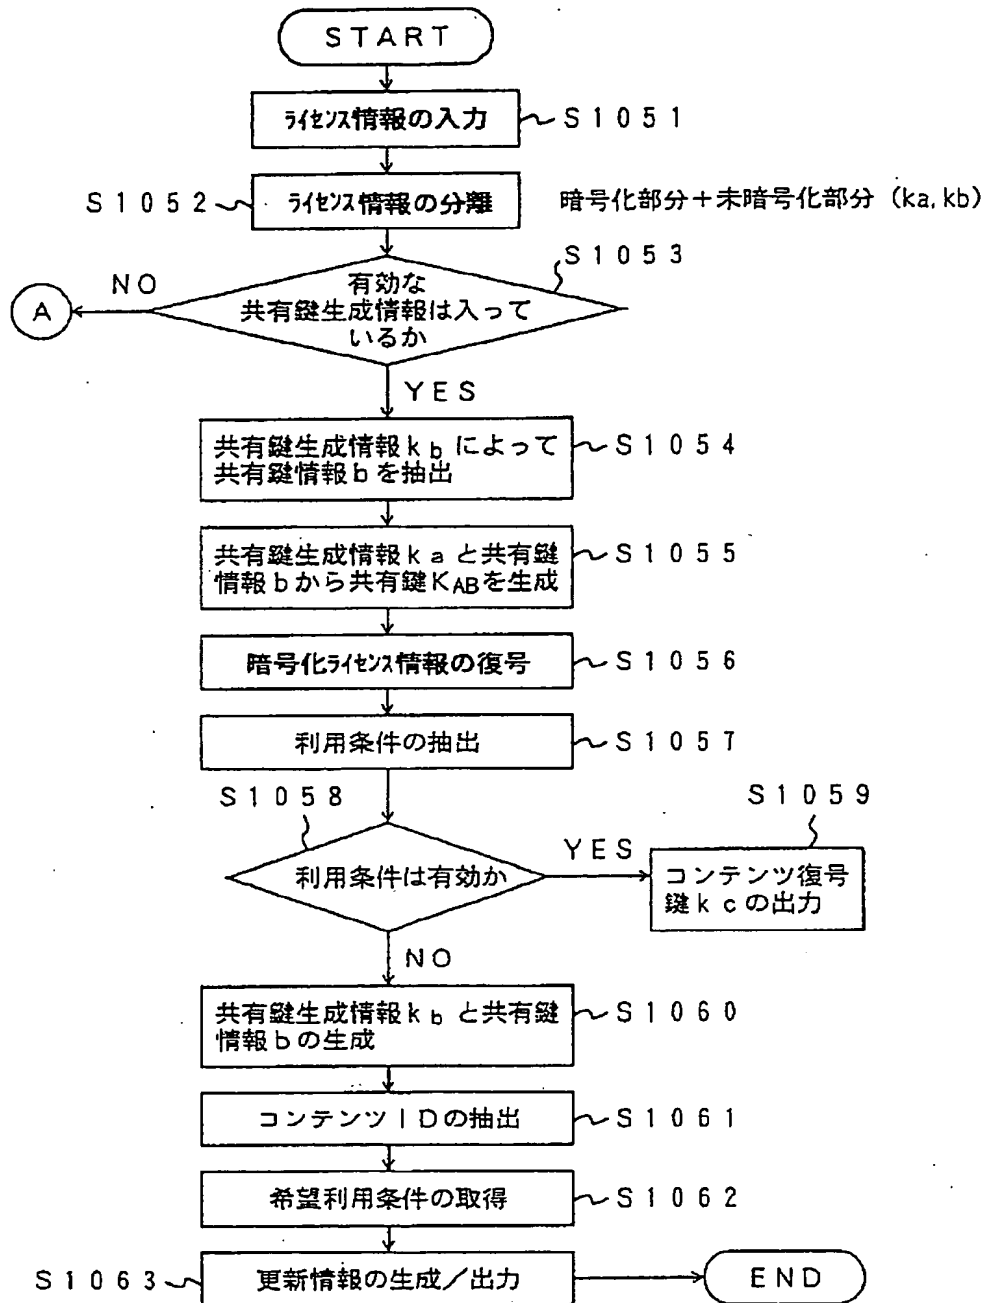 START
ライセンス情報の入力
S1051
S1052
ライセンス情報の分離
暗号化部分+未暗号化部分 (ka, kb)
S1053
有効な
共有鍵生成情報は入って
いるか
NO
A
YES
共有鍵生成情報kbによって
共有鍵情報bを抽出
S1054
共有鍵生成情報kaと共有鍵
情報bから共有鍵KABを生成
S1055
暗号化ライセンス情報の復号
S1056
利用条件の抽出
S1057
S1058
利用条件は有効か
YES
S1059
コンテンツ復号
鍵kcの出力
NO
共有鍵生成情報kbと共有鍵
情報bの生成
S1060
コンテンツIDの抽出
S1061
希望利用条件の取得
S1062
S1063
更新情報の生成/出力
END